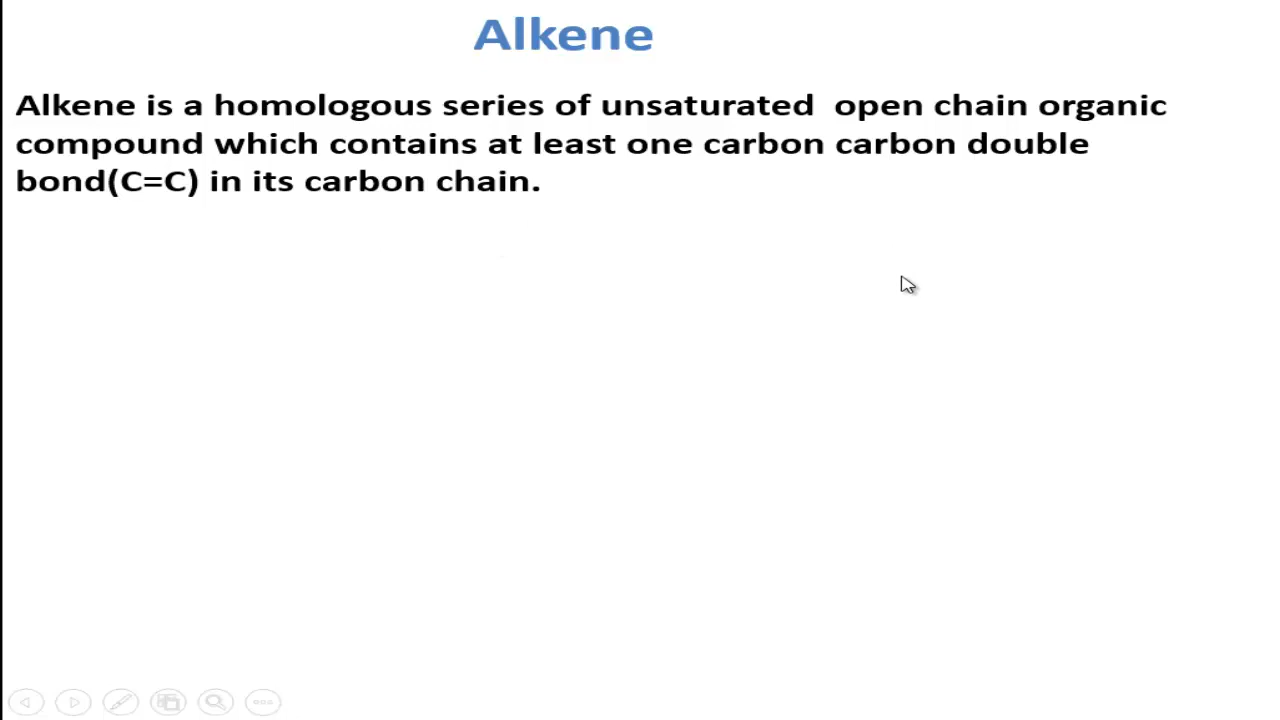 Alkene
Alkene is a homologous series of unsaturated  open chain organic
compound which contains at least one carbon carbon double
bond(C=C) in its carbon chain.